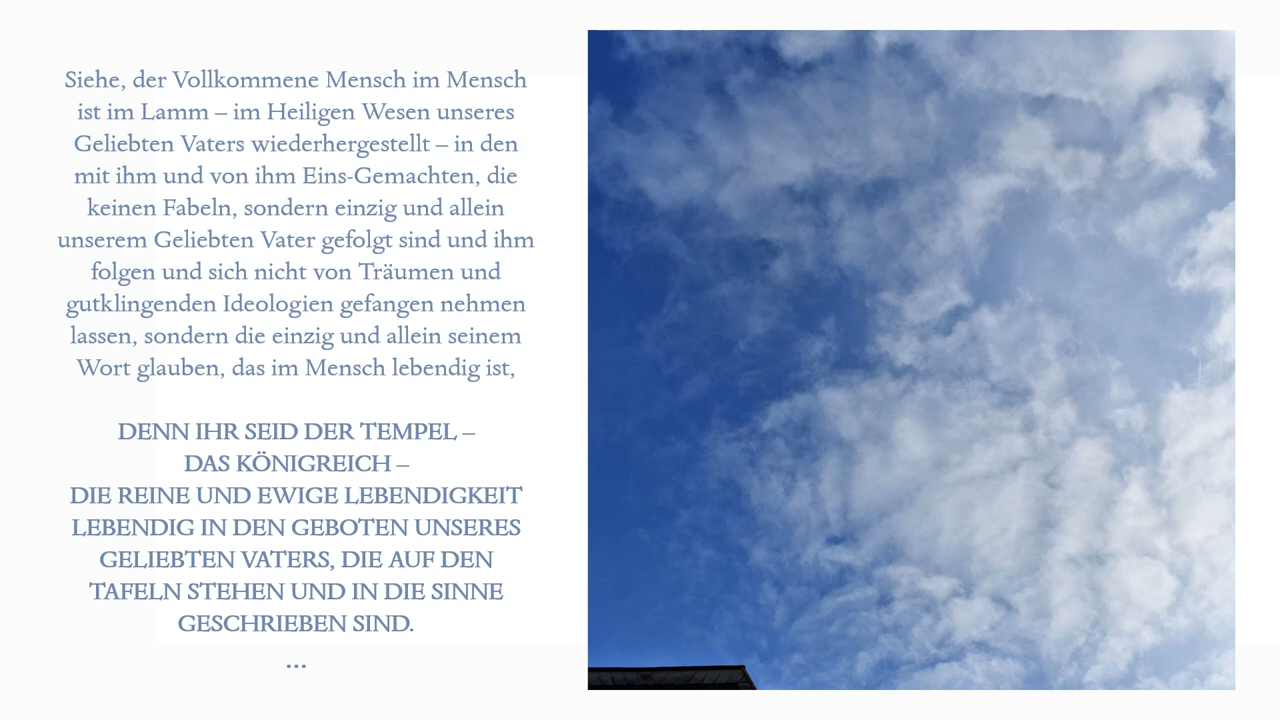 Siehe, der Vollkommene Mensch im Mensch
ist im Lamm – im Heiligen Wesen unseres
Geliebten Vaters wiederhergestellt – in den
mit ihm und von ihm Eins-Gemachten, die
keinen Fabeln, sondern einzig und allein
unserem Geliebten Vater gefolgt sind und ihm
folgen und sich nicht von Träumen und
gutklingenden Ideologien gefangen nehmen
lassen, sondern die einzig und allein seinem
Wort glauben, das im Mensch lebendig ist,
DENN IHR SEID DER TEMPEL –
DAS KÖNIGREICH –
DIE REINE UND EWIGE LEBENDIGKEIT
LEBENDIG IN DEN GEBOTEN UNSERES
GELIEBTEN VATERS, DIE AUF DEN
TAFELN STEHEN UND IN DIE SINNE
GESCHRIEBEN SIND.
...